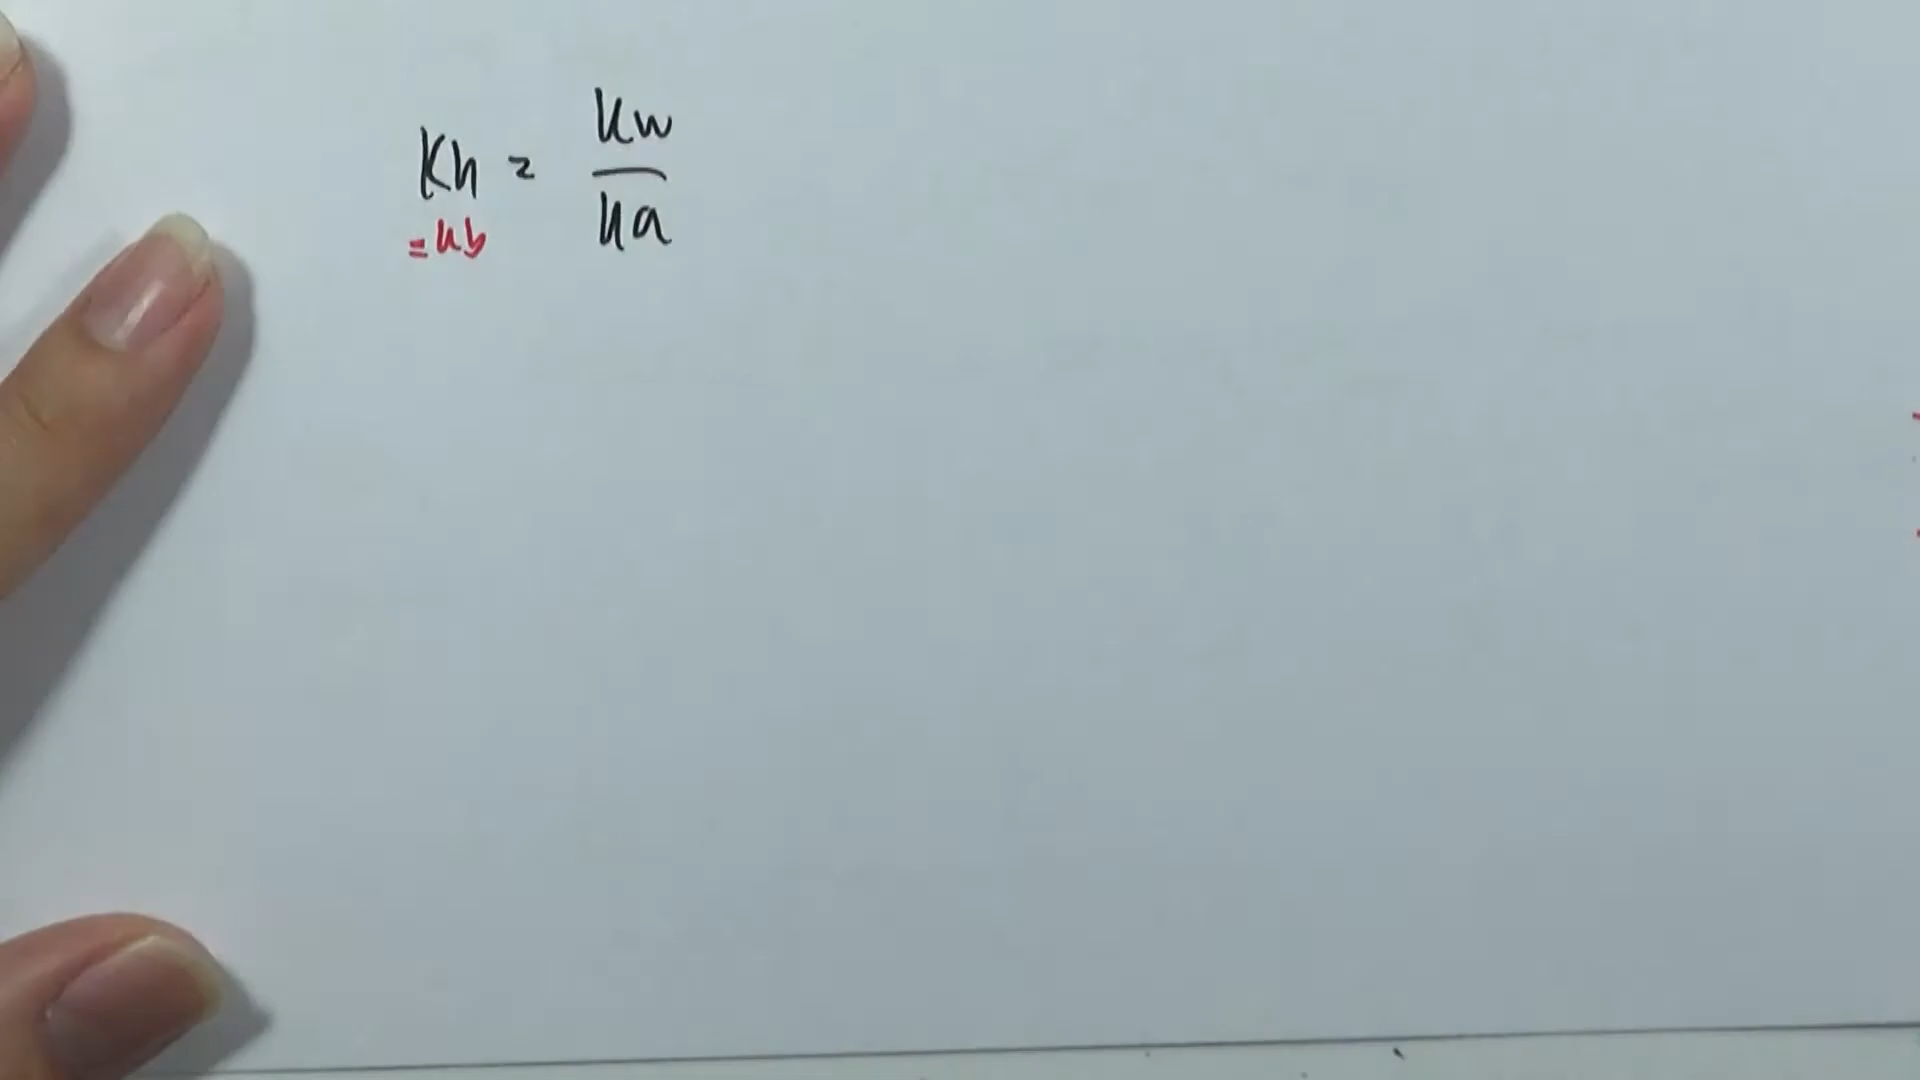 Kh = Kw / Ka
= Kb